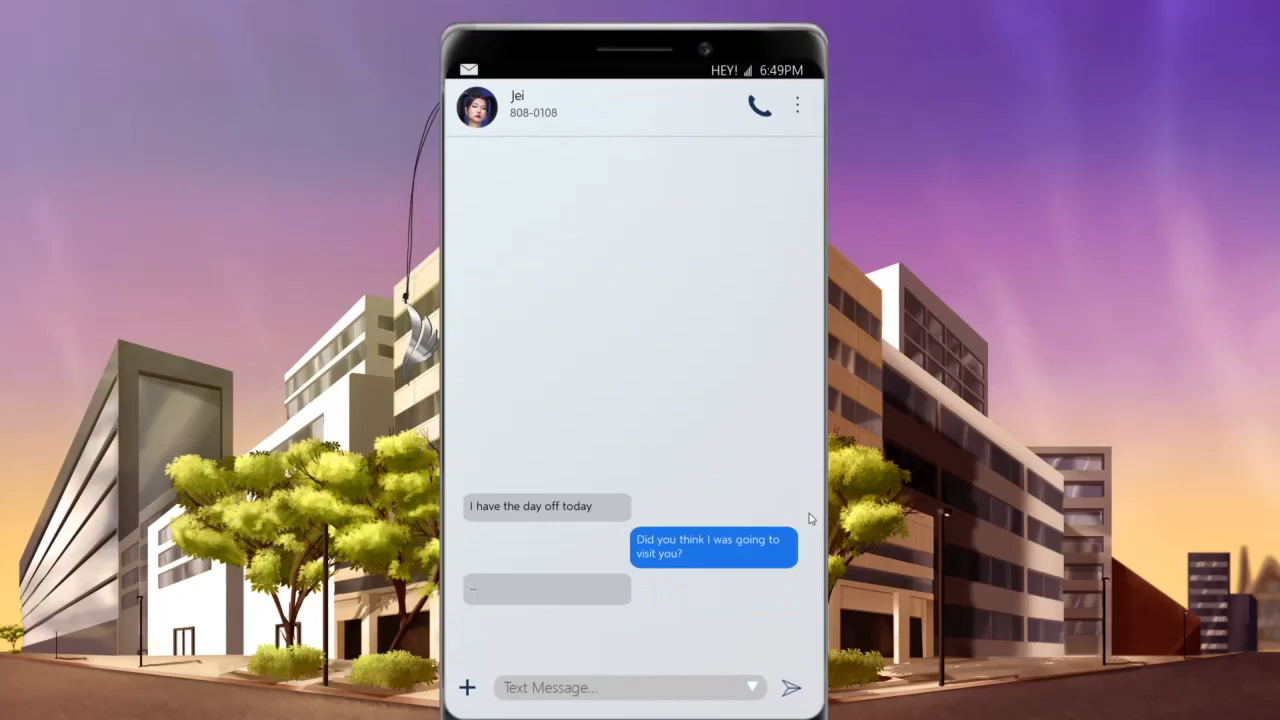 HEY! 6:49PM
Jei
808-0108
I have the day off today
Did you think I was going to
visit you?
...
Text Message...